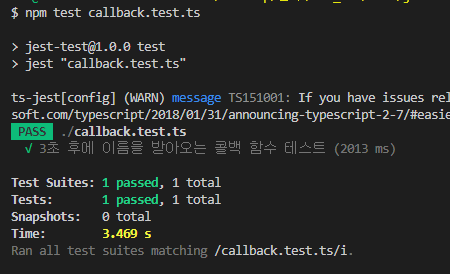 $ npm test callback.test.ts
> jest-test@1.0.0 test
> jest "callback.test.ts"
ts-jest[config] (WARN) message TS151001: If you have issues rel
soft.com/typescript/2018/01/31/announcing-typescript-2-7/#easie
PASS ./callback.test.ts
√ 3초 후에 이름을 받아오는 콜백 함수 테스트 (2013 ms)
Test Suites: 1 passed, 1 total
Tests: 1 passed, 1 total
Snapshots: 0 total
Time: 3.469 s
Ran all test suites matching /callback.test.ts/i.